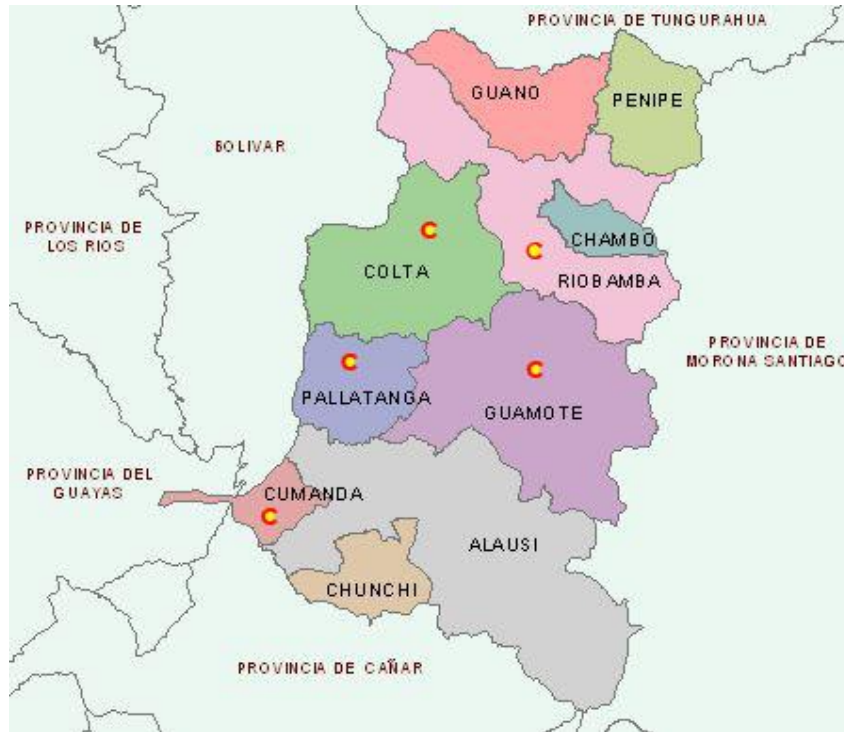 PROVINCIA DE TUNGURAHUA
GUANO
PENIPE
BOLIVAR
PROVINCIA DE
LOS RIOS
C
CHAMBO
C
COLTA
RIOBAMBA
PROVINCIA DE
MORONA SANTIAGO
C
C
PALLATANGA
GUAMOTE
PROVINCIA DEL
GUAYAS
CUMANDA
C
ALAUSI
CHUNCHI
PROVINCIA DE CAÑAR